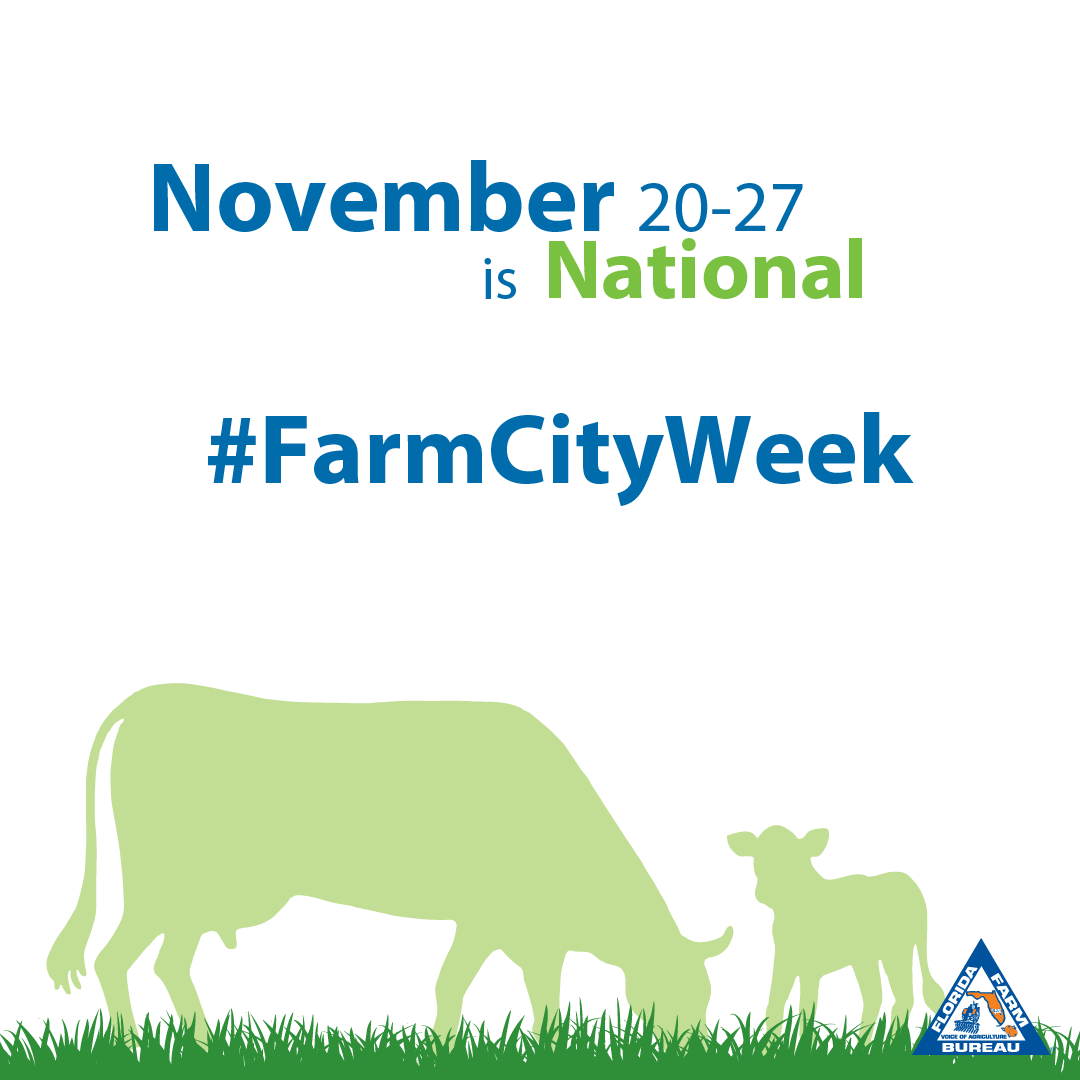 November 20-27
is National
#FarmCityWeek
FLORIDA FARM
VOICE OF AGRICULTURE
BUREAU